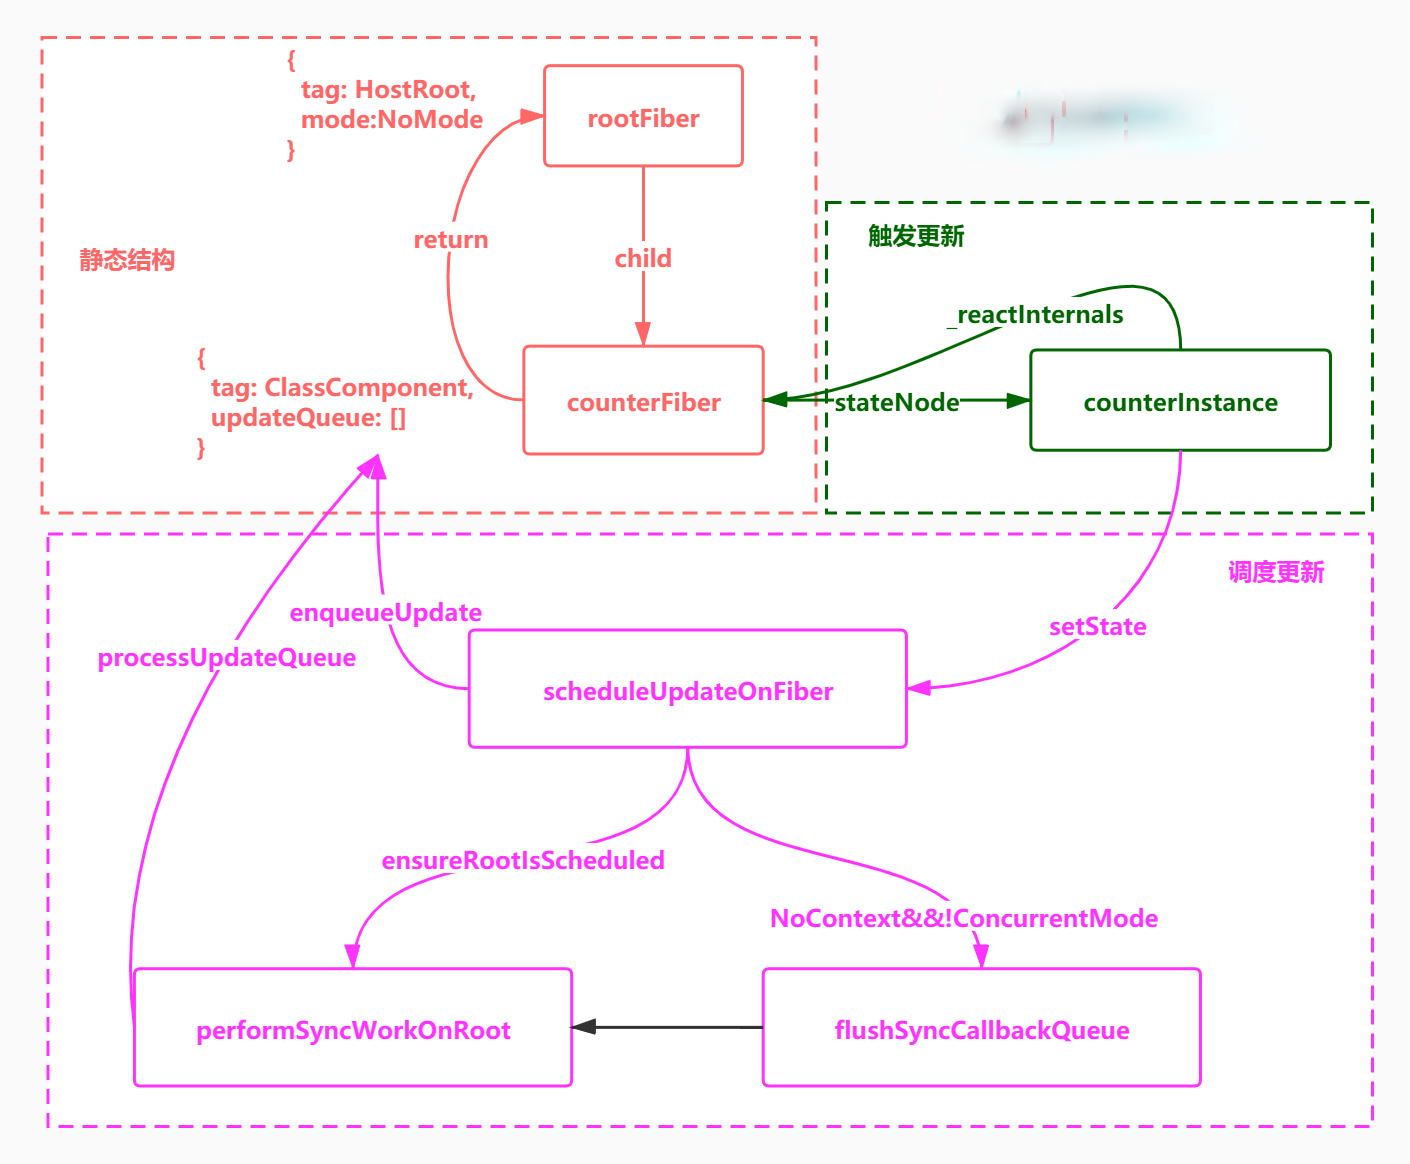 {
tag: HostRoot,
mode:NoMode
}
rootFiber
return
child
静态结构
触发更新
_reactInternals
{
tag: ClassComponent,
updateQueue: []
}
counterFiber
stateNode
counterInstance
调度更新
enqueueUpdate
setState
processUpdateQueue
scheduleUpdateOnFiber
ensureRootIsScheduled
NoContext&&!ConcurrentMode
performSyncWorkOnRoot
flushSyncCallbackQueue